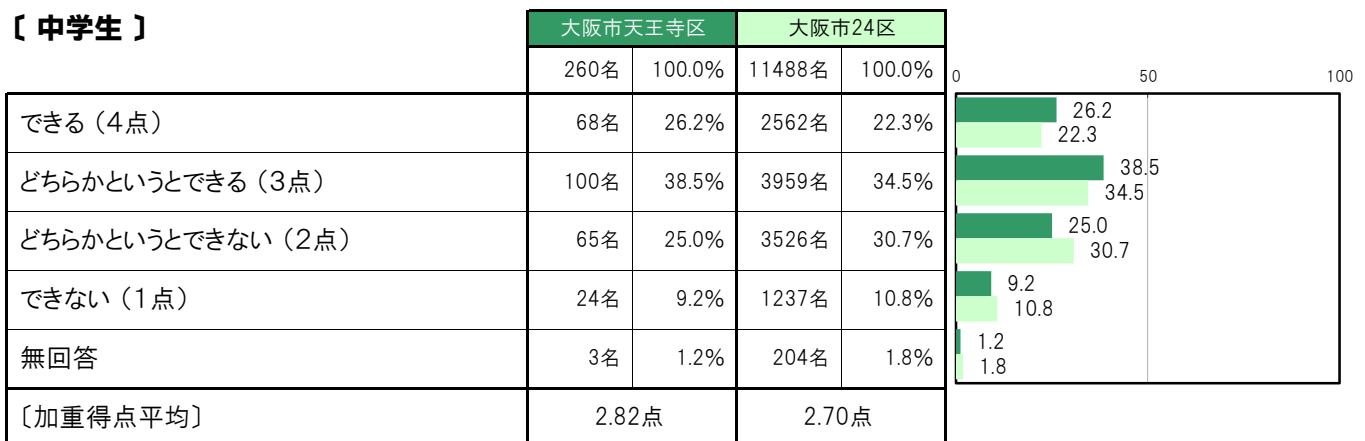 〔 中学生 〕
大阪市天王寺区 大阪市24区
260名 100.0% 11488名 100.0%
0 50 100
できる（4点） 68名 26.2% 2562名 22.3%
26.2
22.3
どちらかというとできる（3点） 100名 38.5% 3959名 34.5%
38.5
34.5
どちらかというとできない（2点） 65名 25.0% 3526名 30.7%
25.0
30.7
できない（1点） 24名 9.2% 1237名 10.8%
9.2
10.8
無回答 3名 1.2% 204名 1.8%
1.2
1.8
〔加重得点平均〕 2.82点 2.70点